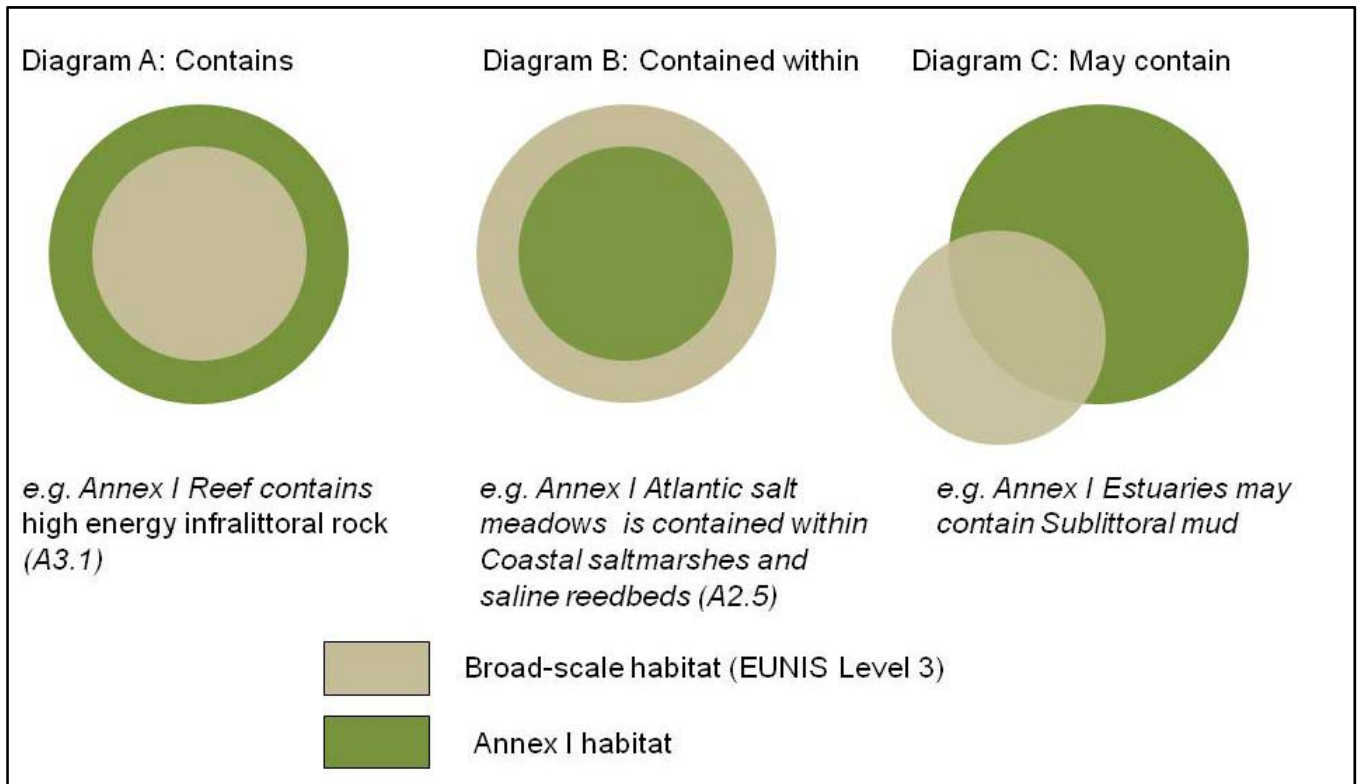 Diagram A: Contains
Diagram B: Contained within
Diagram C: May contain
e.g. Annex I Reef contains
high energy infralittoral rock
(A3.1)
e.g. Annex I Atlantic salt
meadows is contained within
Coastal saltmarshes and
saline reedbeds (A2.5)
e.g. Annex I Estuaries may
contain Sublittoral mud
Broad-scale habitat (EUNIS Level 3)
Annex I habitat